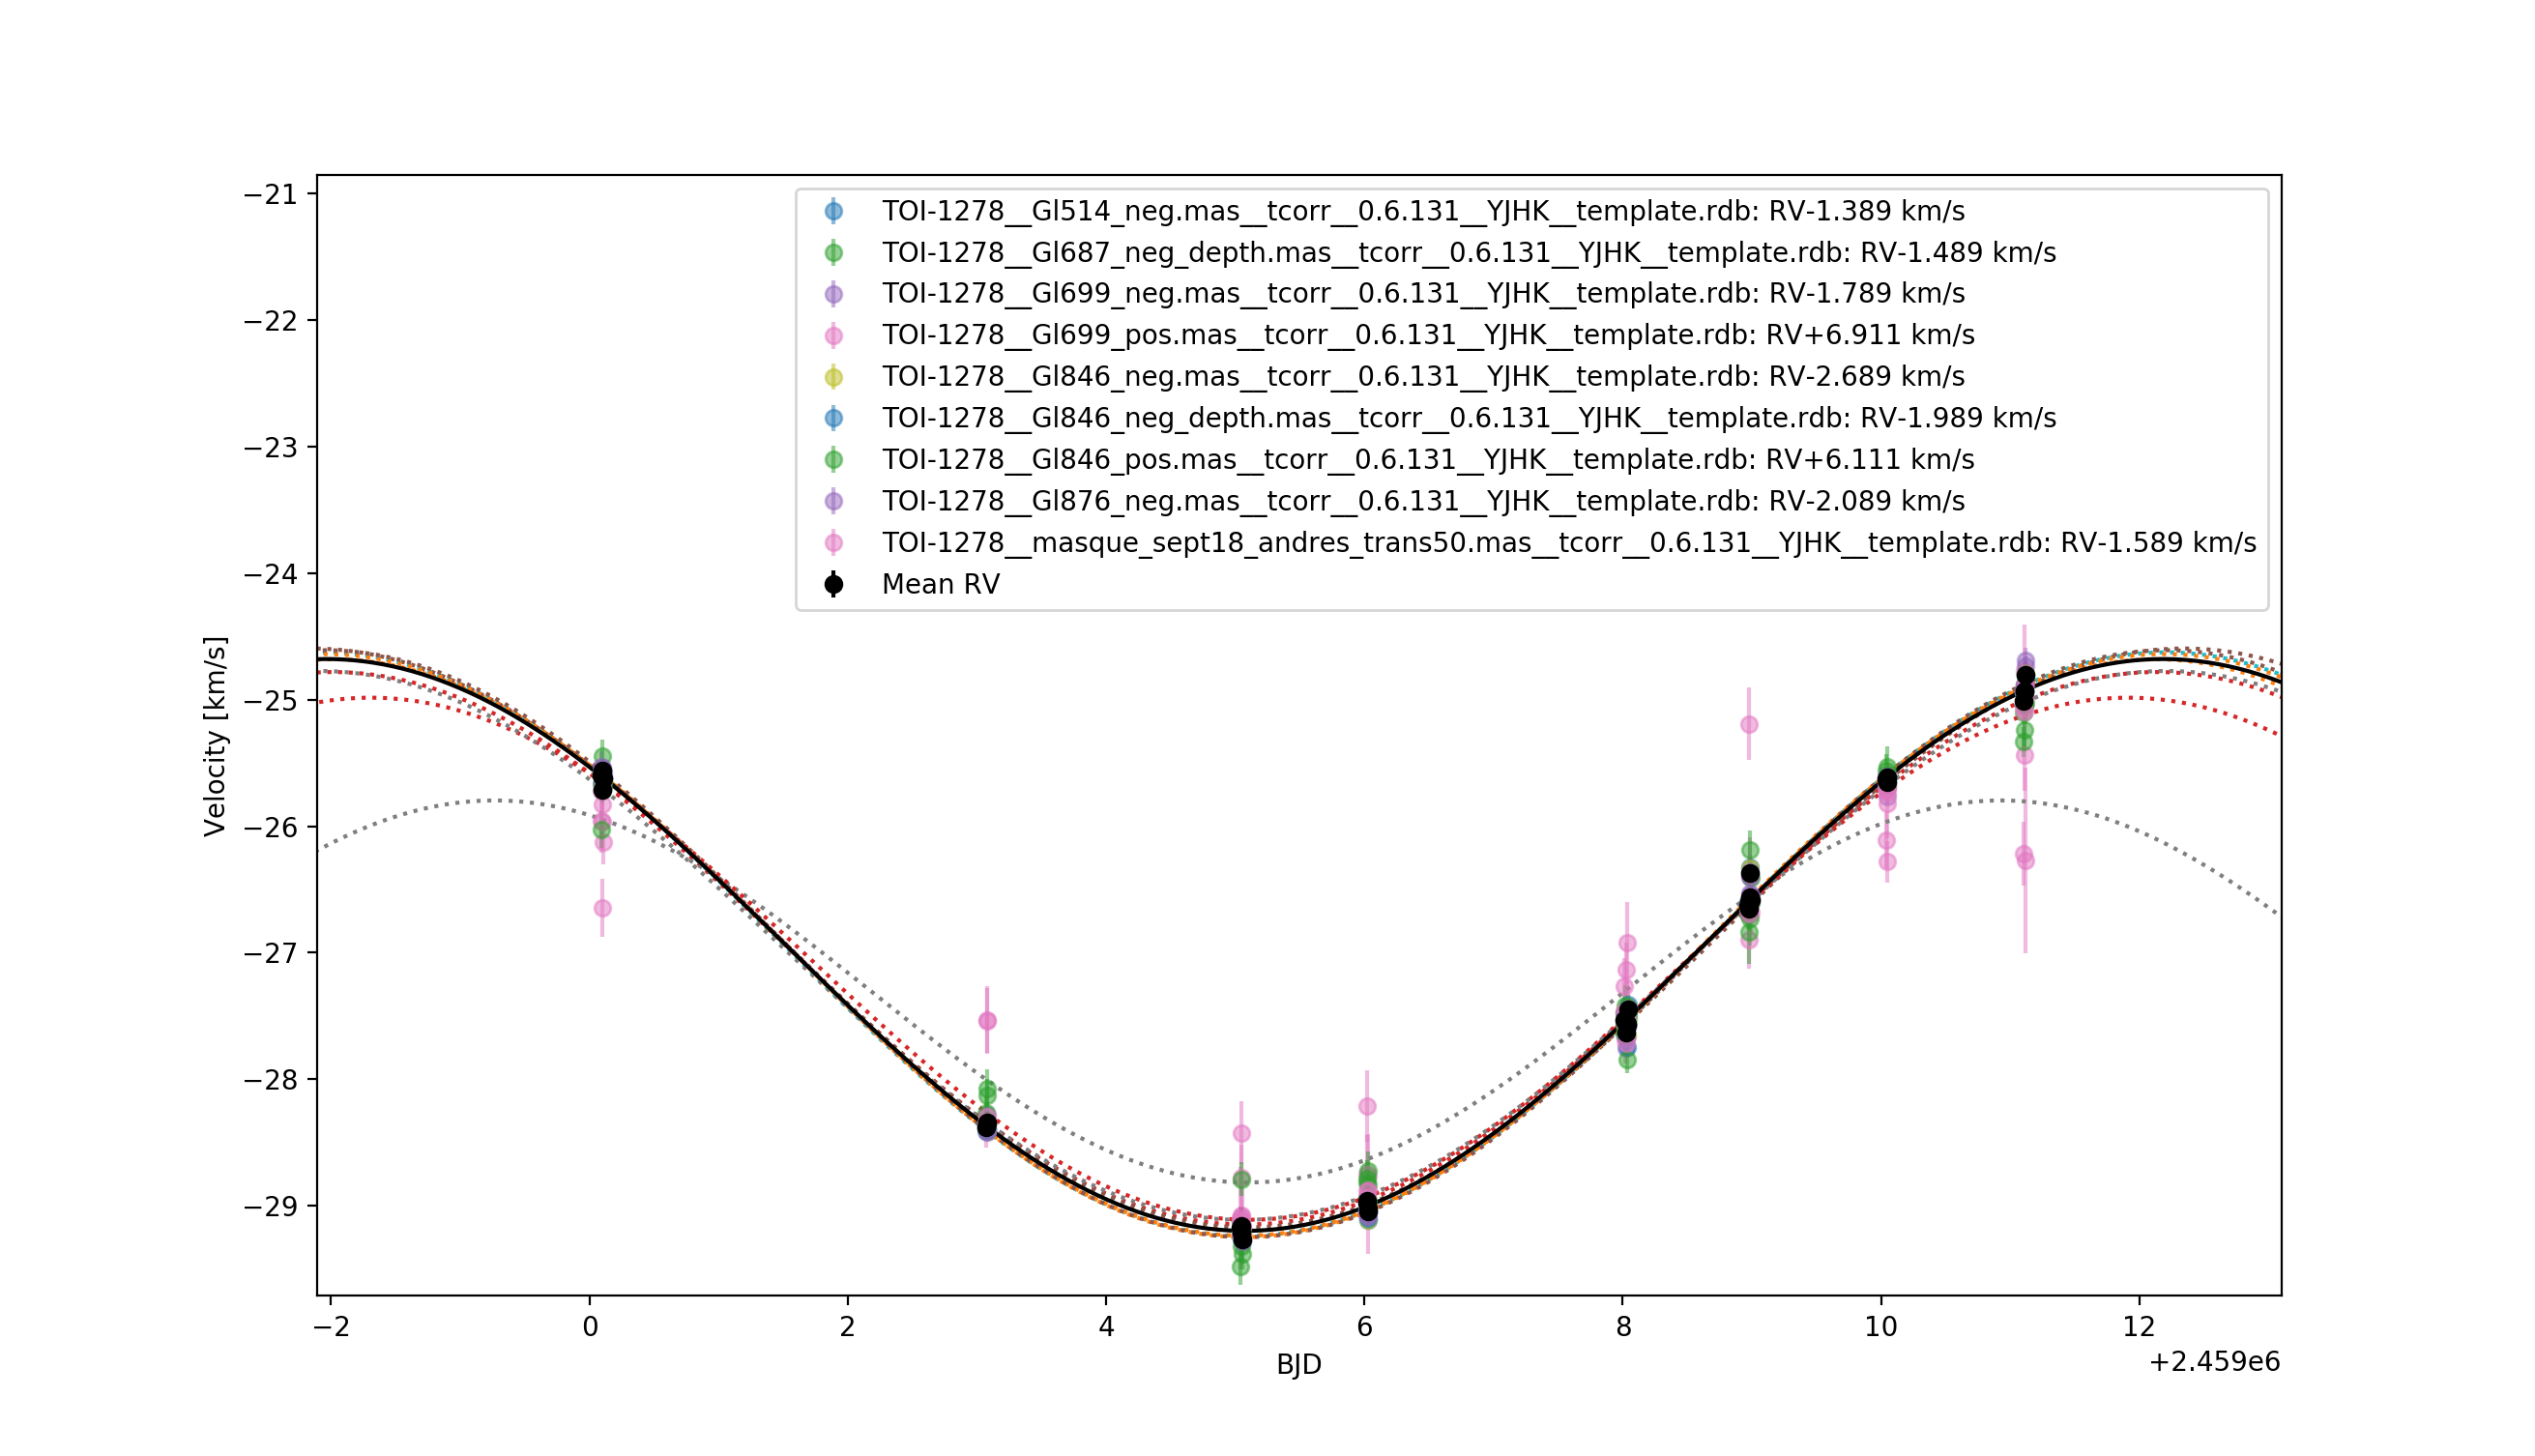 −21
−22
−23
−24
−25
−26
−27
−28
−29
Velocity [km/s]
TOI-1278__Gl514_neg.mas__tcorr__0.6.131__YJHK__template.rdb: RV-1.389 km/s
TOI-1278__Gl687_neg_depth.mas__tcorr__0.6.131__YJHK__template.rdb: RV-1.489 km/s
TOI-1278__Gl699_neg.mas__tcorr__0.6.131__YJHK__template.rdb: RV-1.789 km/s
TOI-1278__Gl699_pos.mas__tcorr__0.6.131__YJHK__template.rdb: RV+6.911 km/s
TOI-1278__Gl846_neg.mas__tcorr__0.6.131__YJHK__template.rdb: RV-2.689 km/s
TOI-1278__Gl846_neg_depth.mas__tcorr__0.6.131__YJHK__template.rdb: RV-1.989 km/s
TOI-1278__Gl846_pos.mas__tcorr__0.6.131__YJHK__template.rdb: RV+6.111 km/s
TOI-1278__Gl876_neg.mas__tcorr__0.6.131__YJHK__template.rdb: RV-2.089 km/s
TOI-1278__masque_sept18_andres_trans50.mas__tcorr__0.6.131__YJHK__template.rdb: RV-1.589 km/s
Mean RV
−2 0 2 4 6 8 10 12
BJD
+2.459e6